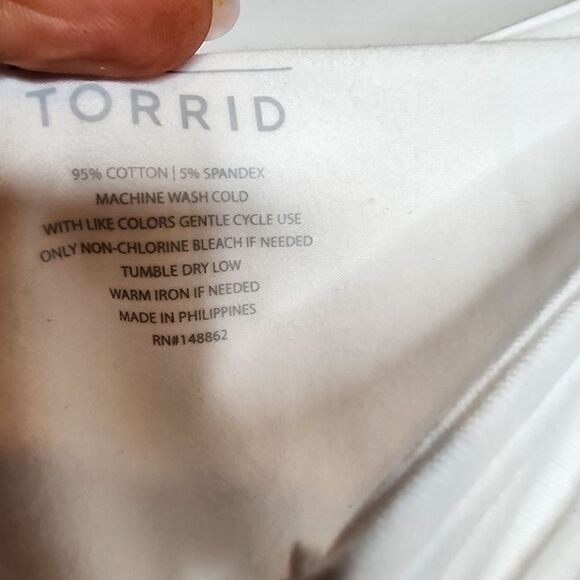 TORRID
95% COTTON | 5% SPANDEX
MACHINE WASH COLD
WITH LIKE COLORS GENTLE CYCLE USE
ONLY NON-CHLORINE BLEACH IF NEEDED
TUMBLE DRY LOW
WARM IRON IF NEEDED
MADE IN PHILIPPINES
RN#148862